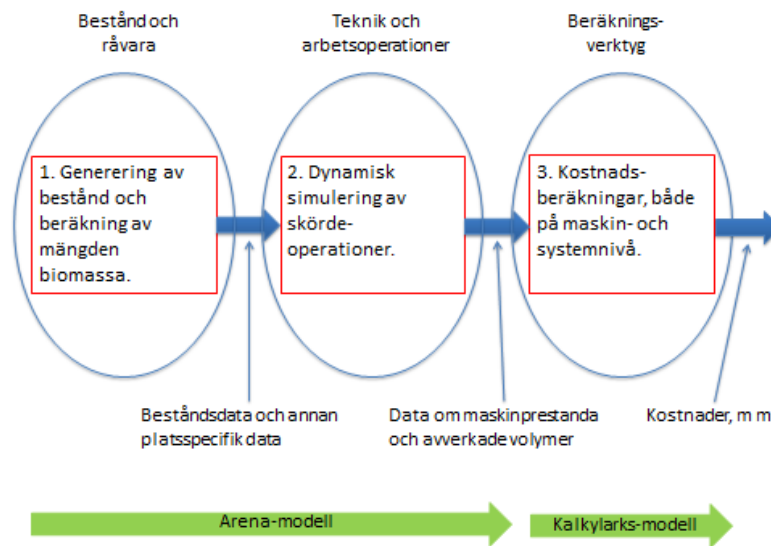 Bestånd och
råvara
Teknik och
arbetsoperationer
Beräknings-
verktyg
1. Generering av
bestånd och
beräkning av
mängden
biomassa.
2. Dynamisk
simulering av
skörde-
operationer.
3. Kostnads-
beräkningar, både
på maskin- och
systemnivå.
Beståndsdata och annan
platsspecifik data
Data om maskinprestanda
och avverkade volymer
Kostnader, m m
Arena-modell
Kalkylarks-modell